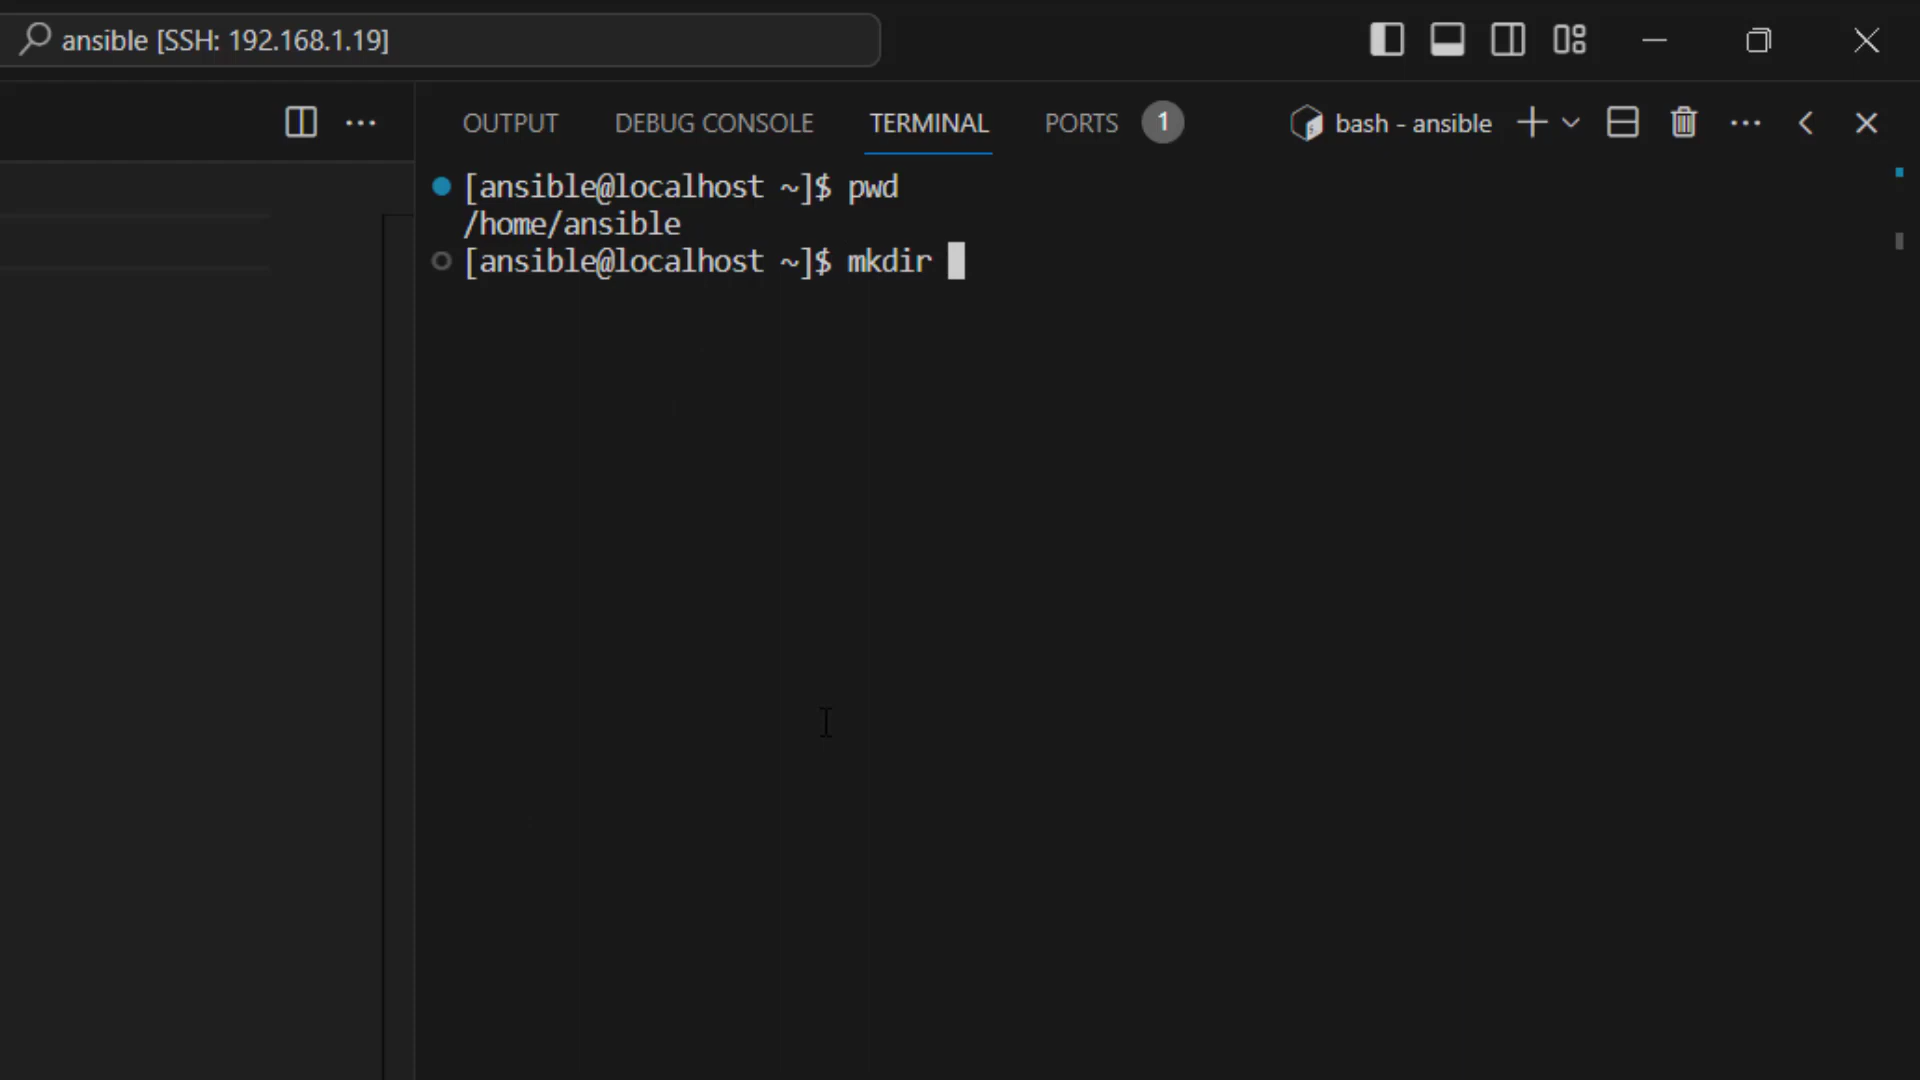 ansible [SSH: 192.168.1.19]
OUTPUT DEBUG CONSOLE TERMINAL PORTS 1 bash - ansible
[ansible@localhost ~]$ pwd
/home/ansible
[ansible@localhost ~]$ mkdir